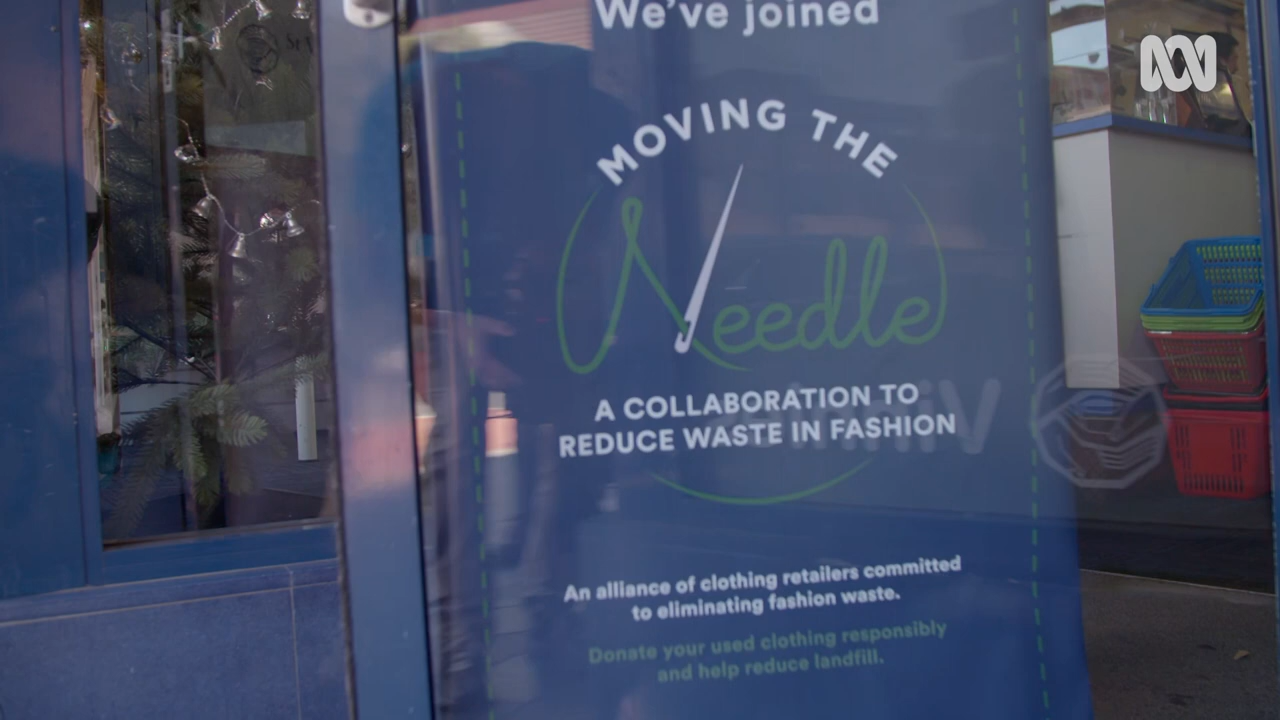 We've joined
MOVING THE
Needle
A COLLABORATION TO
REDUCE WASTE IN FASHION
An alliance of clothing retailers committed
to eliminating fashion waste.
Donate your used clothing responsibly
and help reduce landfill.